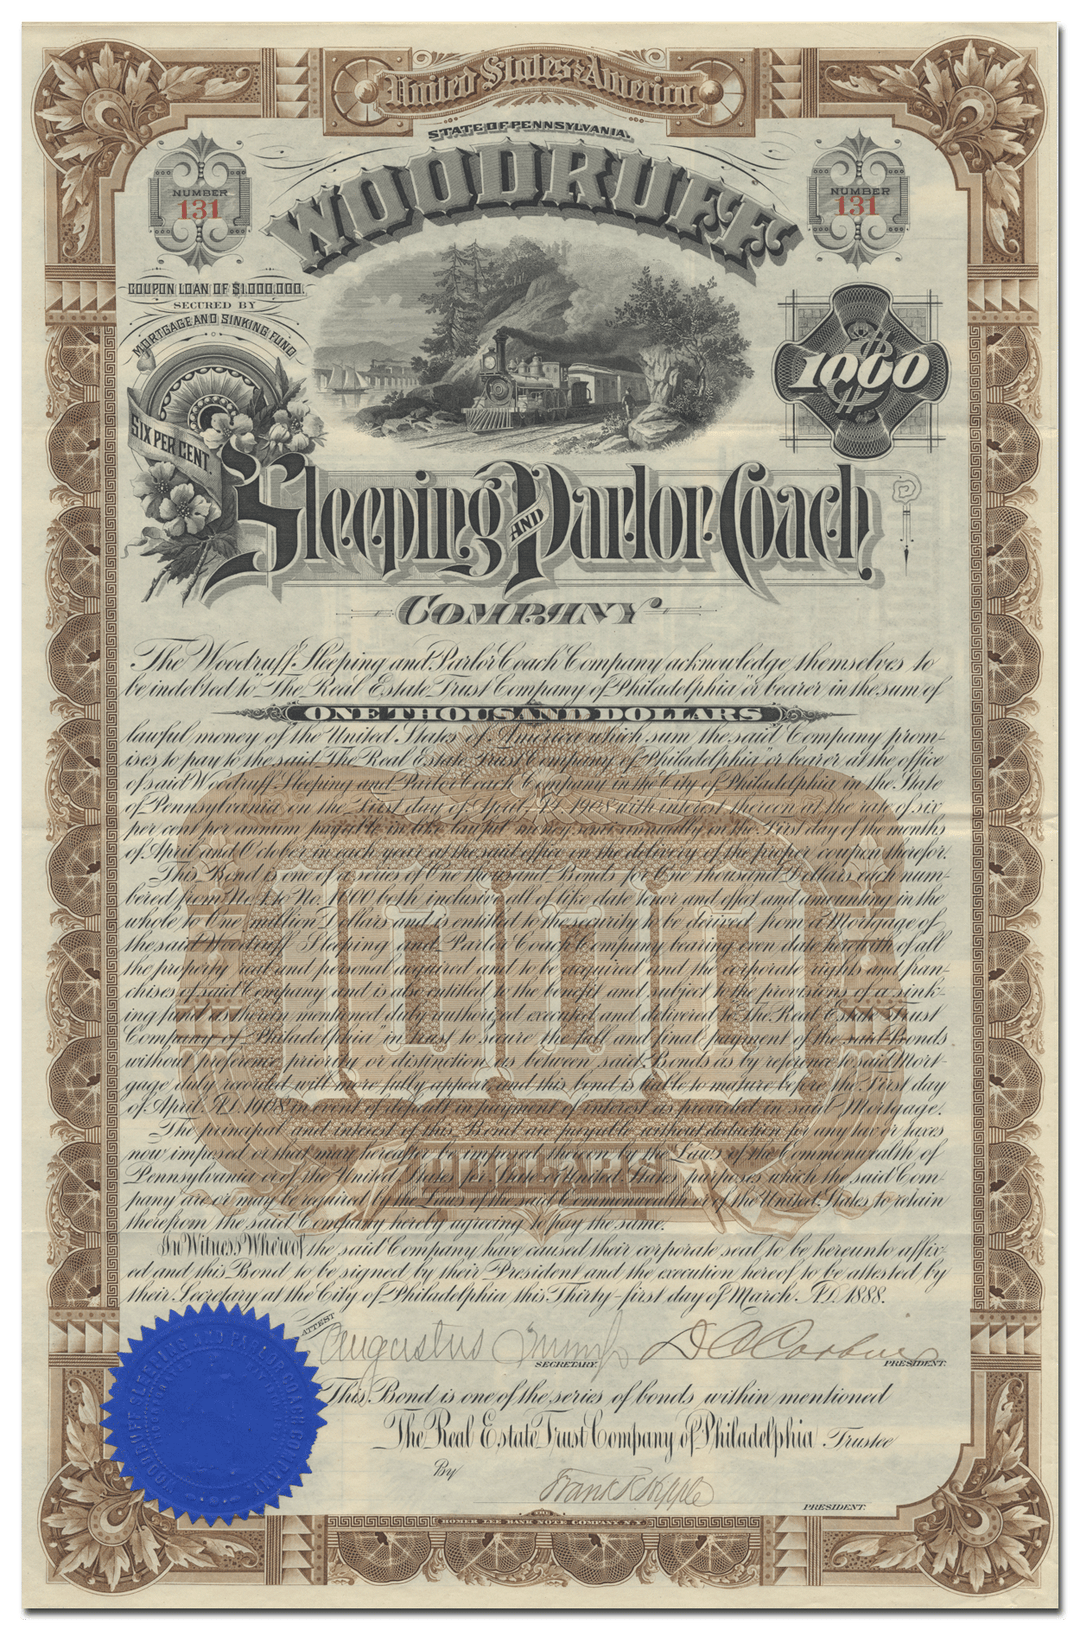 United States of America
STATE OF PENNSYLVANIA.
WOODRUFF
NUMBER
131
NUMBER
131
COUPON LOAN OF $1,000,000.
SECURED BY
MORTGAGE AND SINKING FUND
SIX PER CENT.
1000
Sleeping AND Parlor Coach
COMPANY
The Woodruff Sleeping and Parlor Coach Company acknowledge themselves to
be indebted to "The Real Estate Trust Company of Philadelphia" or bearer in the sum of
ONE THOUSAND DOLLARS
lawful money of the United States of America which sum the said Company prom-
ises to pay to the said "The Real Estate Trust Company of Philadelphia" or bearer at the office
of said Woodruff Sleeping and Parlor Coach Company in the City of Philadelphia in the State
of Pennsylvania on the First day of April A.D. 1908 with interest thereon at the rate of six
per cent per annum payable in like lawful money semi-annually on the First day of the months
of April and October in each year at the said office on the delivery of the proper coupon therefor.
This Bond is one of a series of One thousand Bonds for One thousand Dollars each num-
bered from No. 1 to No. 1000 both inclusive all of like date tenor and effect and amounting in the
whole to One million Dollars and is entitled to the security to be derived from a Mortgage of
the said Woodruff Sleeping and Parlor Coach Company bearing even date herewith of all
the property real and personal acquired and to be acquired and the corporate rights and fran-
chises of said Company and is also entitled to the benefit and subject to the provisions of a sink-
ing fund as therein mentioned duly authorized executed and delivered to "the Real Estate Trust
Company of Philadelphia" in trust to secure the full and final payment of the said Bonds
without preference priority or distinction as between said Bonds as by reference to said Mort-
gage duly recorded will more fully appear and this bond is liable to mature before the First day
of April A.D. 1908 in event of default in payment of interest as provided in said Mortgage.
The principal and interest of this Bond are payable without deduction for any tax or taxes
now imposed or that may hereafter be imposed thereon by the Laws of the Commonwealth of
Pennsylvania or of the United States for State or United States purposes which the said Com-
pany are or may be required by the Laws of the said Commonwealth or of the United States to retain
therefrom the said Company hereby agreeing to pay the same.
1000
DOLLARS
In Witness Whereof the said Company have caused their corporate seal to be hereunto affix-
ed and this Bond to be signed by their President and the execution hereof to be attested by
their Secretary at the City of Philadelphia this Thirty-first day of March A.D. 1888.
ATTEST
Augustus
SECRETARY.
PRESIDENT.
This Bond is one of the series of bonds within mentioned
The Real Estate Trust Company of Philadelphia Trustee
By
Frank K. Hipple
PRESIDENT.
WOODRUFF SLEEPING AND PARLOR COACH COMPANY
THE
HOMER LEE BANK NOTE COMPANY, N.Y.